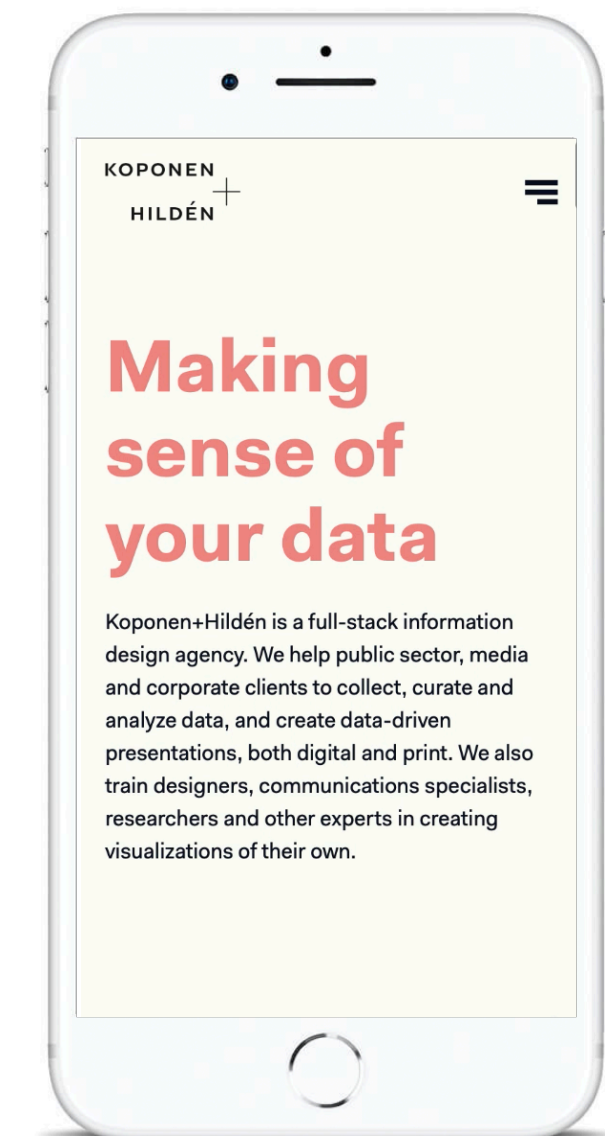 KOPONEN
+
HILDÉN
Making
sense of
your data
Koponen+Hildén is a full-stack information
design agency. We help public sector, media
and corporate clients to collect, curate and
analyze data, and create data-driven
presentations, both digital and print. We also
train designers, communications specialists,
researchers and other experts in creating
visualizations of their own.